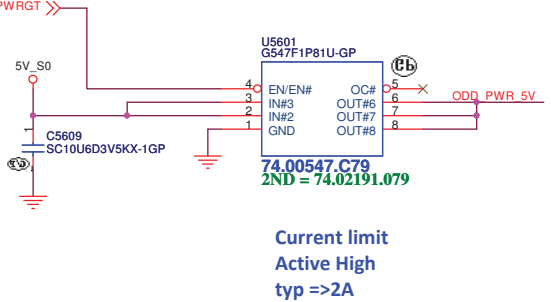 PWRGT
U5601
G547F1P81U-GP
5V_S0
4 EN/EN# OC# 5
3 IN#3 OUT#6 6 ODD_PWR_5V
2 IN#2 OUT#7 7
1 GND OUT#8 8
1
C5609
SC10U6D3V5KX-1GP
74.00547.C79
2ND = 74.02191.079
Current limit
Active High
typ =>2A